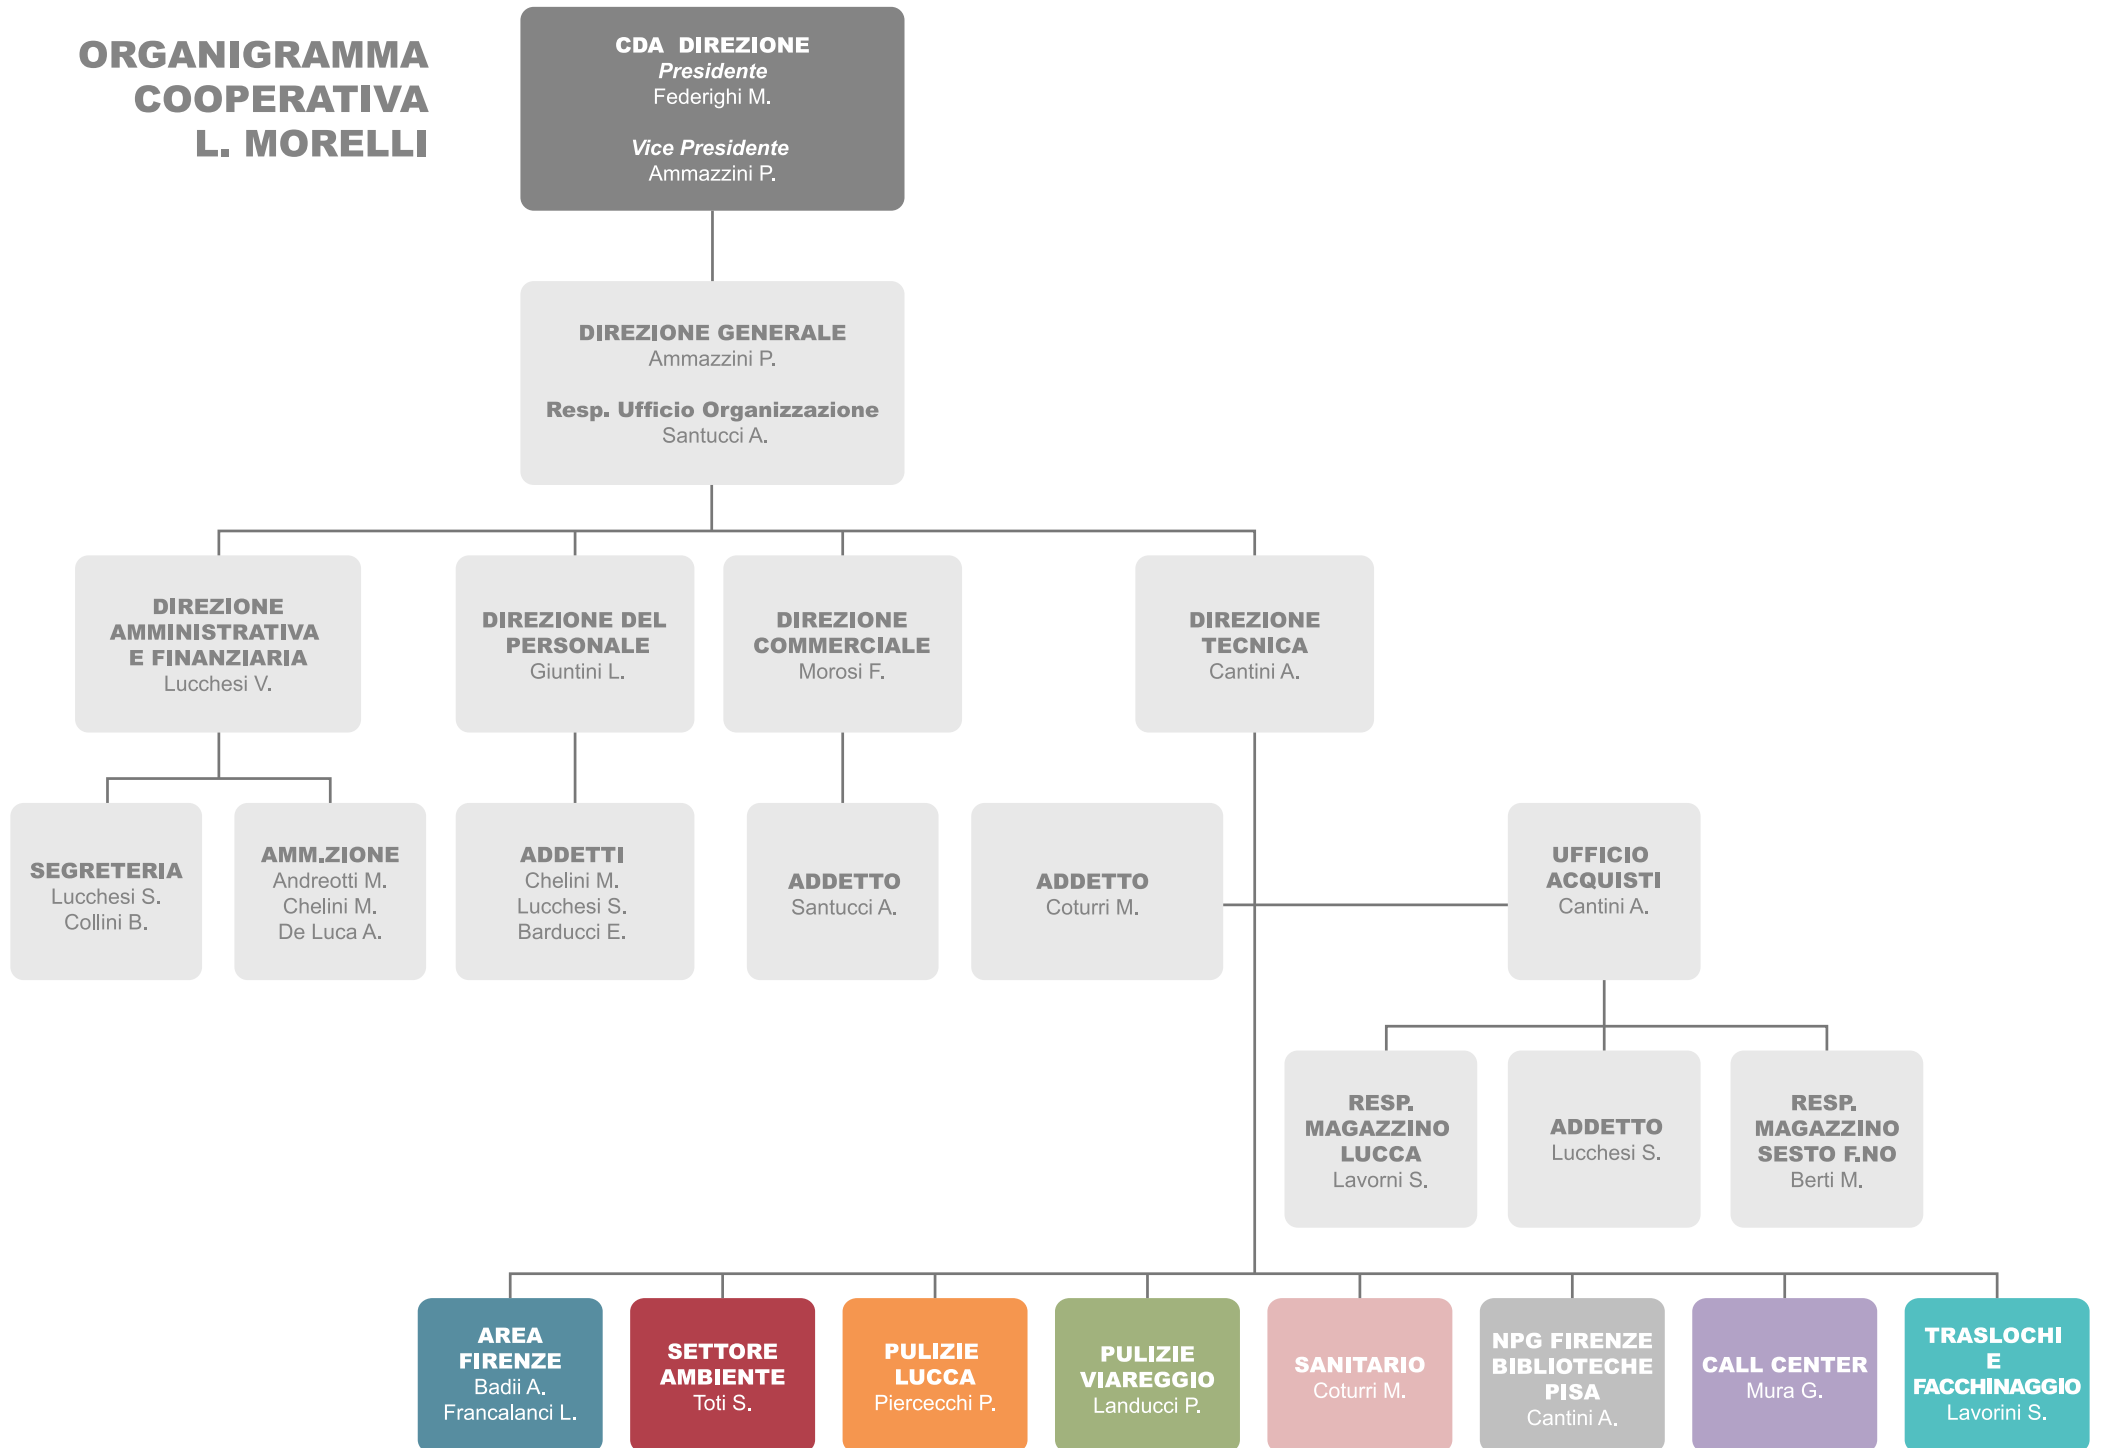 ORGANIGRAMMA
COOPERATIVA
L. MORELLI
CDA DIREZIONE
Presidente
Federighi M.
Vice Presidente
Ammazzini P.
DIREZIONE GENERALE
Ammazzini P.
Resp. Ufficio Organizzazione
Santucci A.
DIREZIONE
AMMINISTRATIVA
E FINANZIARIA
Lucchesi V.
DIREZIONE DEL
PERSONALE
Giuntini L.
DIREZIONE
COMMERCIALE
Morosi F.
DIREZIONE
TECNICA
Cantini A.
SEGRETERIA
Lucchesi S.
Collini B.
AMM.ZIONE
Andreotti M.
Chelini M.
De Luca A.
ADDETTI
Chelini M.
Lucchesi S.
Barducci E.
ADDETTO
Santucci A.
ADDETTO
Coturri M.
UFFICIO
ACQUISTI
Cantini A.
RESP.
MAGAZZINO
LUCCA
Lavorni S.
ADDETTO
Lucchesi S.
RESP.
MAGAZZINO
SESTO F.NO
Berti M.
AREA
FIRENZE
Badii A.
Francalanci L.
SETTORE
AMBIENTE
Toti S.
PULIZIE
LUCCA
Piercecchi P.
PULIZIE
VIAREGGIO
Landucci P.
SANITARIO
Coturri M.
NPG FIRENZE
BIBLIOTECHE
PISA
Cantini A.
CALL CENTER
Mura G.
TRASLOCHI
E
FACCHINAGGIO
Lavorini S.